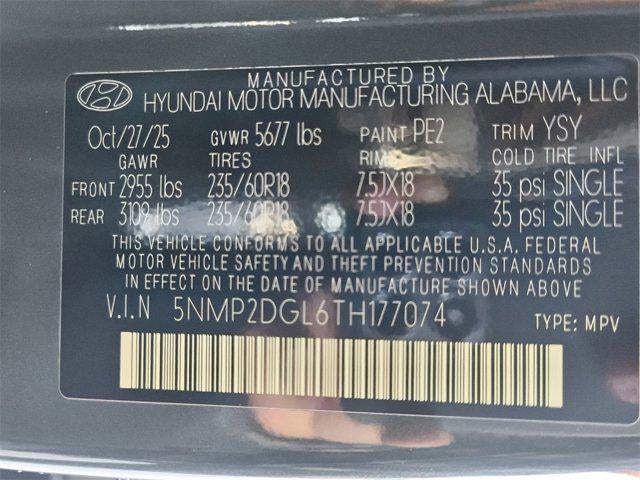 MANUFACTURED BY
HYUNDAI MOTOR MANUFACTURING ALABAMA, LLC
Oct/27/25 GVWR 5677 lbs PAINT PE2 TRIM YSY
GAWR TIRES RIM COLD TIRE INFL
FRONT 2955 lbs 235/60R18 7.5JX18 35 psi SINGLE
REAR 3109 lbs 235/60R18 7.5JX18 35 psi SINGLE
THIS VEHICLE CONFORMS TO ALL APPLICABLE U.S.A. FEDERAL
MOTOR VEHICLE SAFETY AND THEFT PREVENTION STANDARDS
IN EFFECT ON THE DATE OF MANUFACTURE SHOWN ABOVE
V.I.N 5NMP2DGL6TH177074 TYPE: MPV